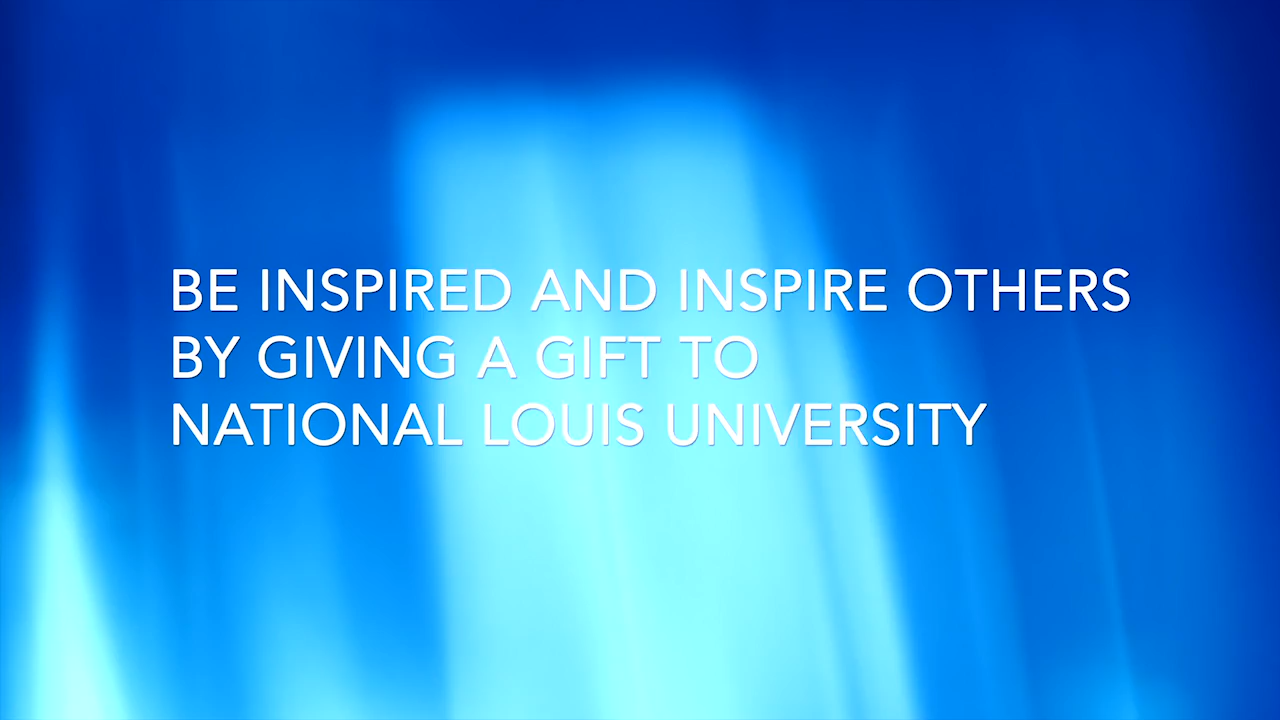 BE INSPIRED AND INSPIRE OTHERS
BY GIVING A GIFT TO
NATIONAL LOUIS UNIVERSITY